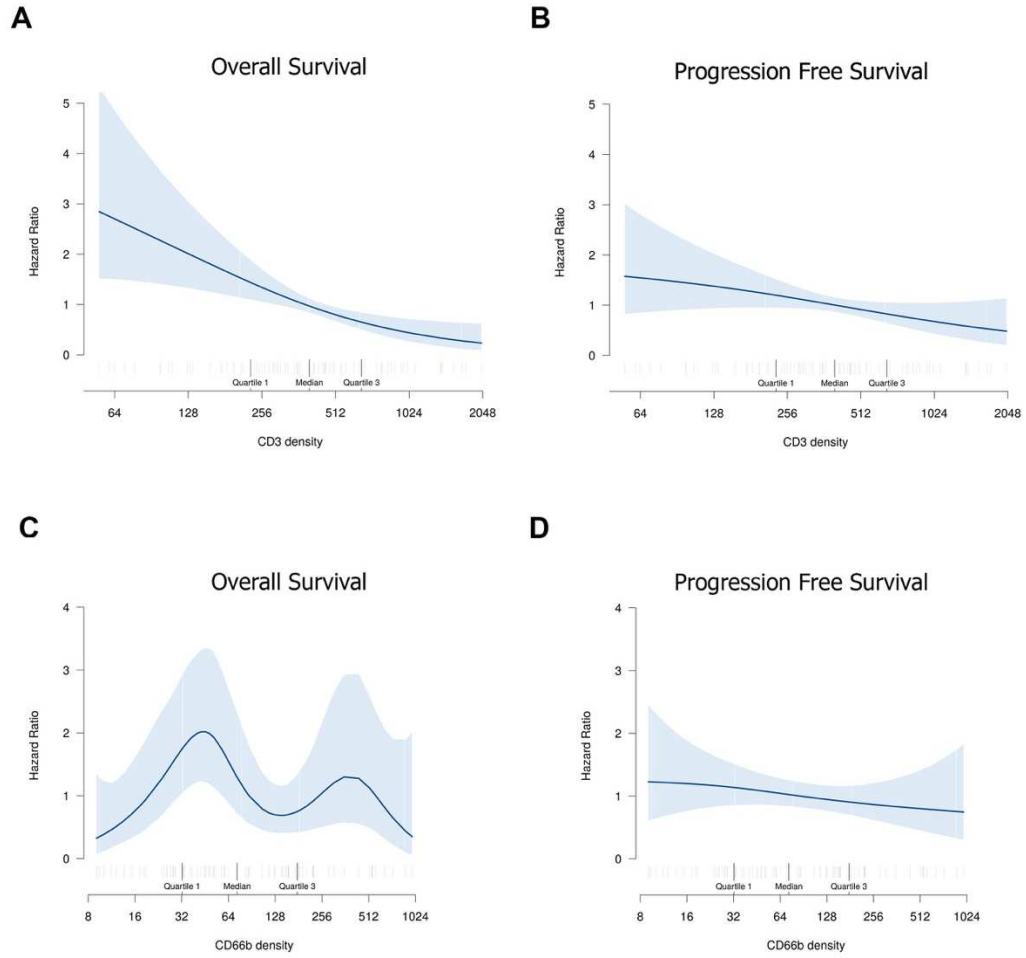 A
Overall Survival
Hazard Ratio
5
4
3
2
1
0
Quartile 1 Median Quartile 3
64 128 256 512 1024 2048
CD3 density
B
Progression Free Survival
Hazard Ratio
5
4
3
2
1
0
Quartile 1 Median Quartile 3
64 128 256 512 1024 2048
CD3 density
C
Overall Survival
Hazard Ratio
4
3
2
1
0
Quartile 1 Median Quartile 3
8 16 32 64 128 256 512 1024
CD66b density
D
Progression Free Survival
Hazard Ratio
4
3
2
1
0
Quartile 1 Median Quartile 3
8 16 32 64 128 256 512 1024
CD66b density